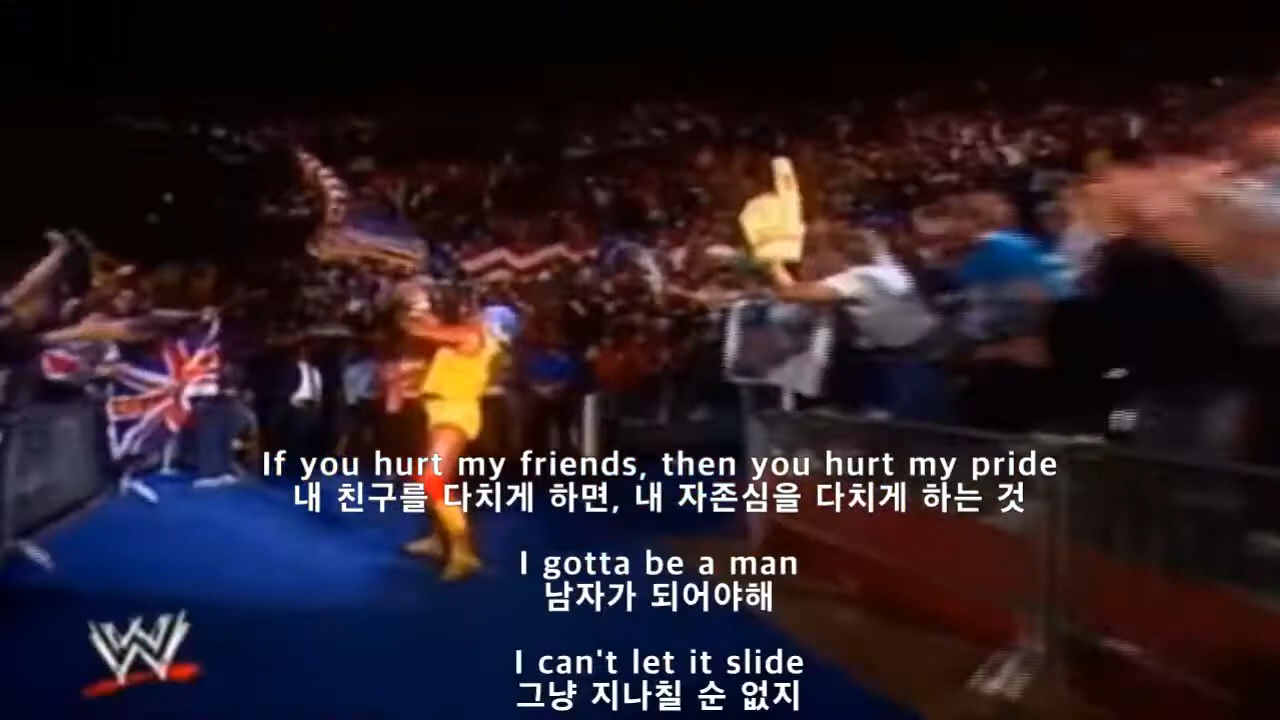 If you hurt my friends, then you hurt my pride
내 친구를 다치게 하면, 내 자존심을 다치게 하는 것
I gotta be a man
남자가 되어야해
I can't let it slide
그냥 지나칠 순 없지
W